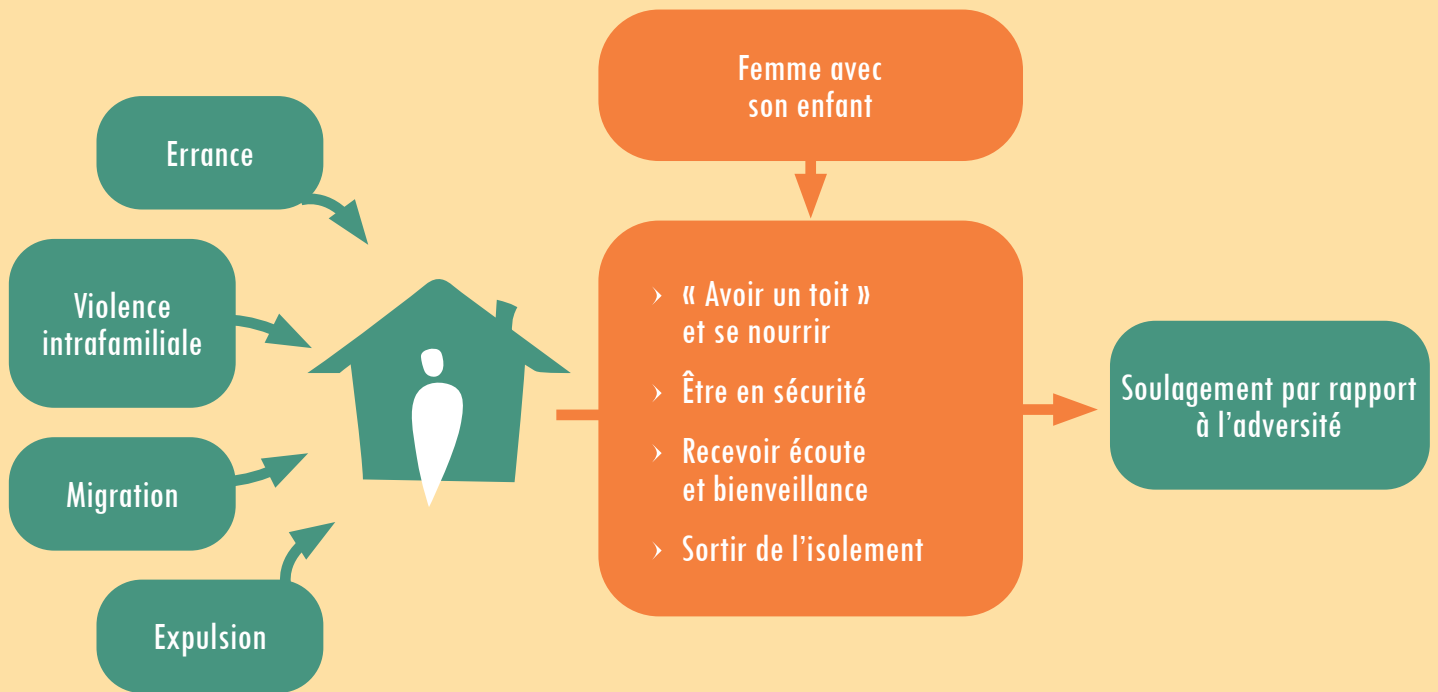 Errance
Violence
intrafamiliale
Migration
Expulsion
Femme avec
son enfant
› « Avoir un toit »
et se nourrir
› Être en sécurité
› Recevoir écoute
et bienveillance
› Sortir de l’isolement
Soulagement par rapport
à l’adversité